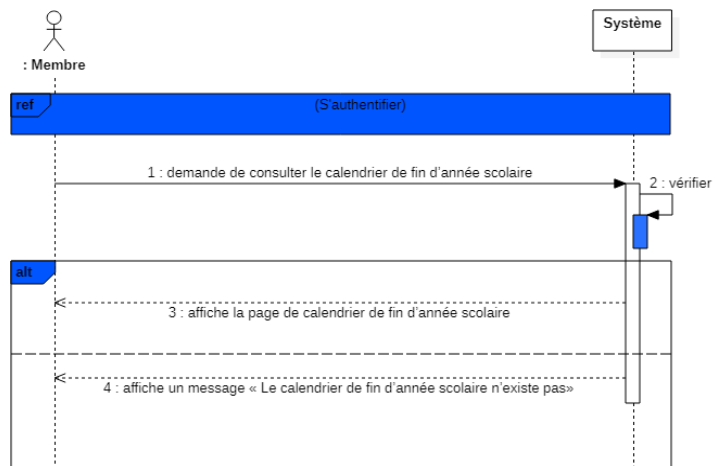 Système
: Membre
ref
(S'authentifier)
1 : demande de consulter le calendrier de fin d'année scolaire
2 : vérifier
alt
3 : affiche la page de calendrier de fin d'année scolaire
4 : affiche un message « Le calendrier de fin d'année scolaire n'existe pas»